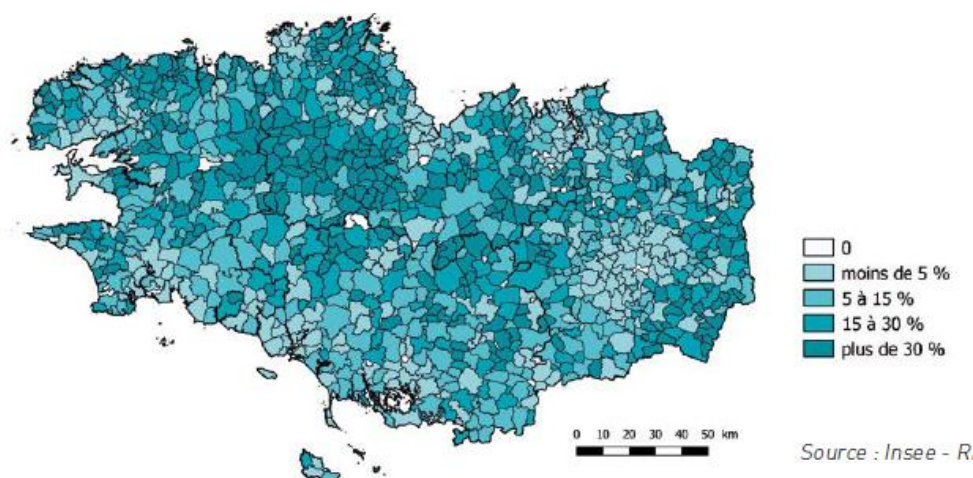 0
moins de 5 %
5 à 15 %
15 à 30 %
plus de 30 %
0 10 20 30 40 50 km
Source : Insee - R